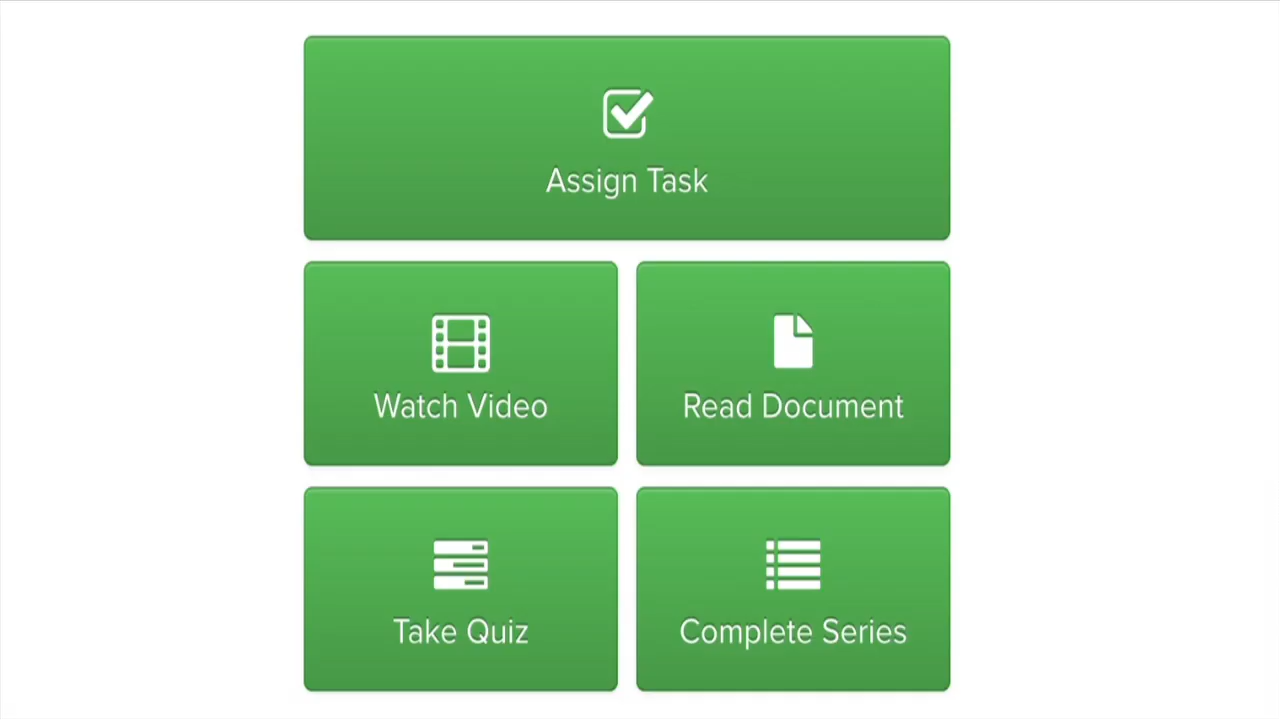 Assign Task
Watch Video
Read Document
Take Quiz
Complete Series